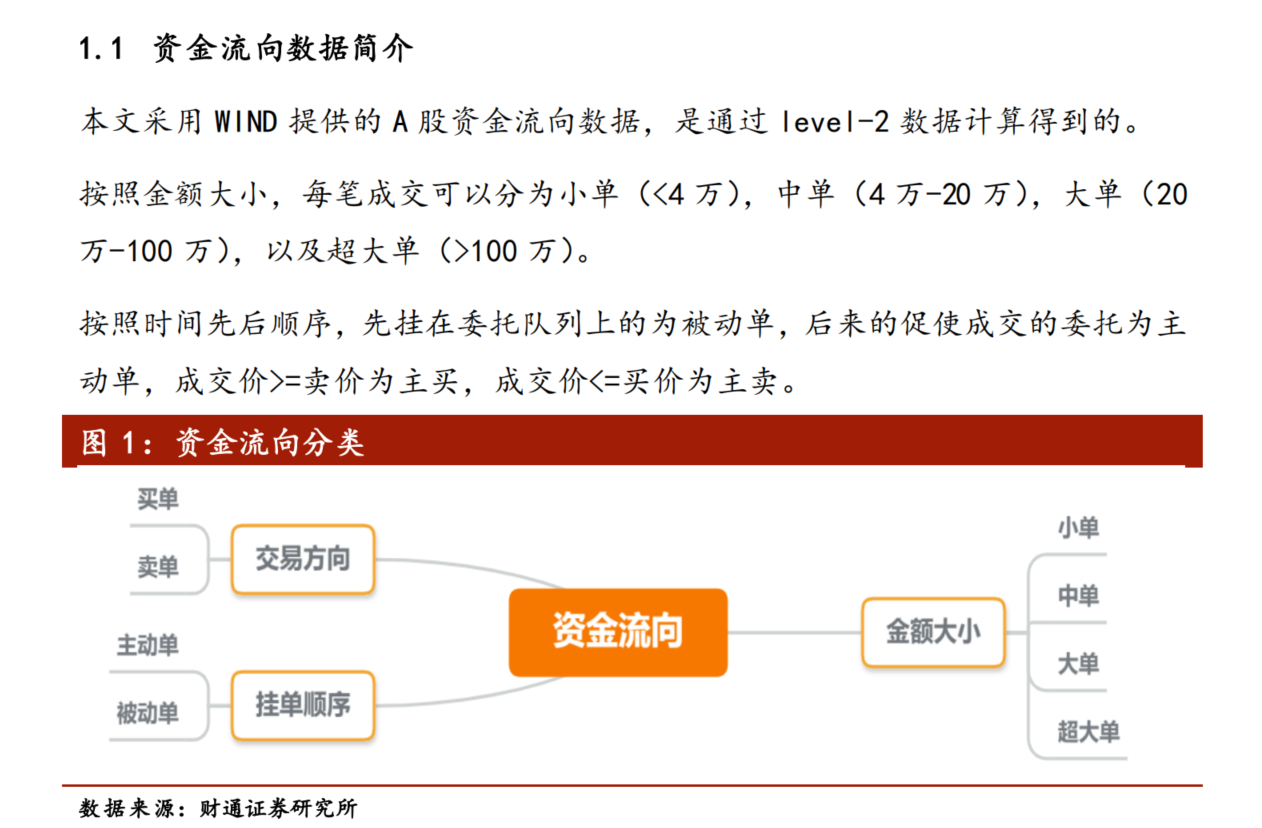 1.1 资金流向数据简介
本文采用 WIND 提供的 A 股资金流向数据，是通过 level-2 数据计算得到的。
按照金额大小，每笔成交可以分为小单（<4 万），中单（4 万-20 万），大单（20
万-100 万），以及超大单（>100 万）。
按照时间先后顺序，先挂在委托队列上的为被动单，后来的促使成交的委托为主
动单，成交价>=卖价为主买，成交价<=买价为主卖。
图 1：资金流向分类
买单
卖单
交易方向
主动单
被动单
挂单顺序
资金流向
金额大小
小单
中单
大单
超大单
数据来源：财通证券研究所